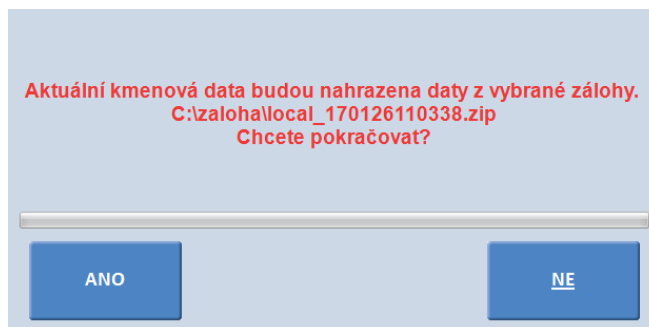 Aktuální kmenová data budou nahrazena daty z vybrané zálohy.
C:\zaloha\local_170126110338.zip
Chcete pokračovat?
ANO
NE